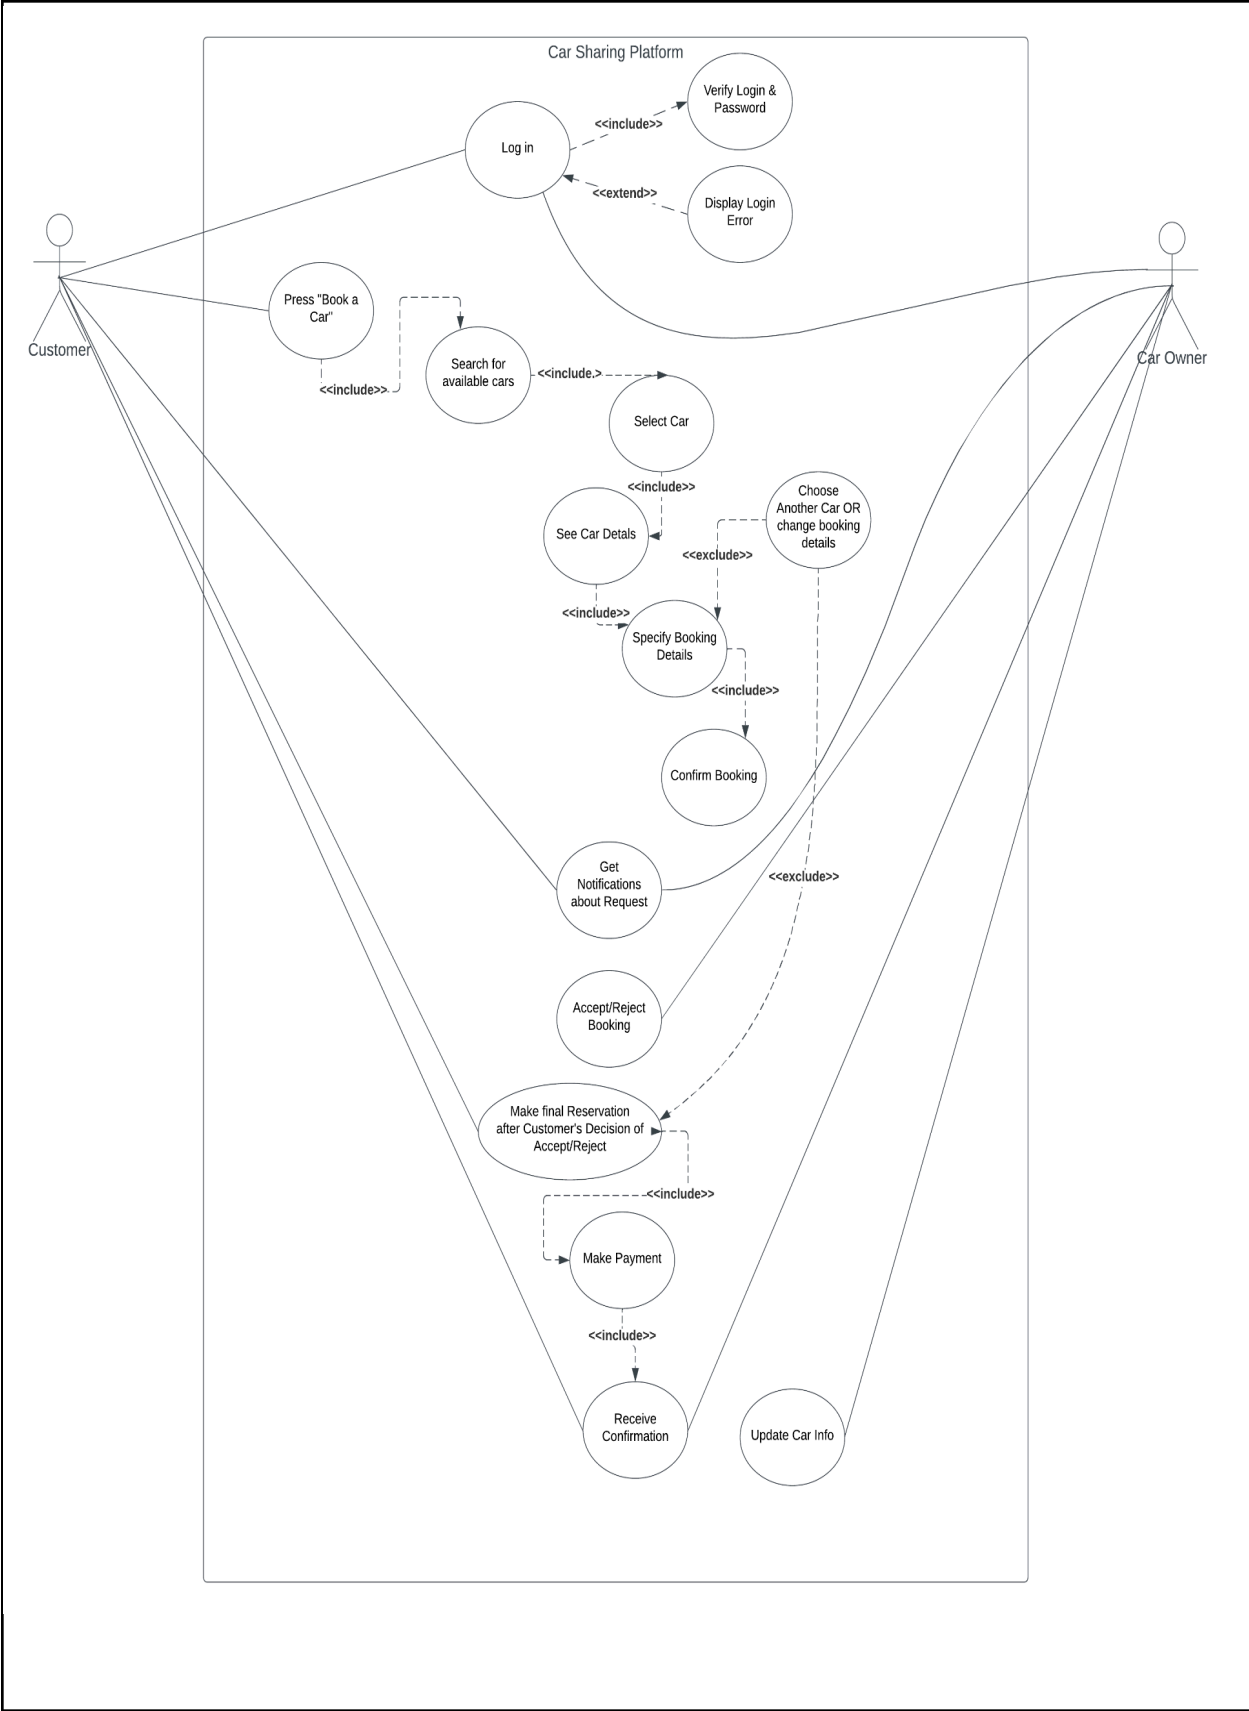 Car Sharing Platform
Verify Login &
Password
<<include>>
Log in
<<extend>>
Display Login
Error
Customer
Car Owner
Press "Book a
Car"
<<include>>
Search for
available cars
<<include.>
Select Car
<<include>>
See Car Detals
Choose
Another Car OR
change booking
details
<<exclude>>
<<include>>
Specify Booking
Details
<<include>>
Confirm Booking
Get
Notifications
about Request
<<exclude>>
Accept/Reject
Booking
Make final Reservation
after Customer's Decision of
Accept/Reject
<<include>>
Make Payment
<<include>>
Receive
Confirmation
Update Car Info